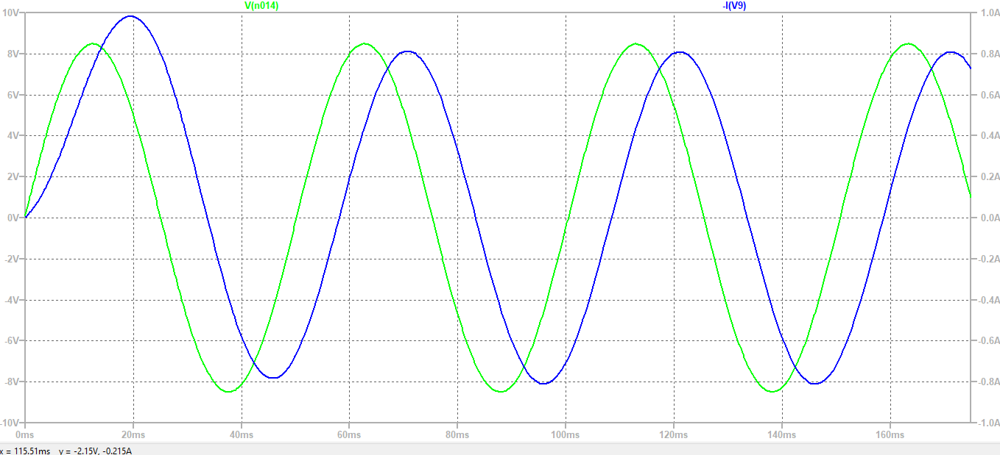 V(n014) -I(V9)
10V 1.0A
8V 0.8A
6V 0.6A
4V 0.4A
2V 0.2A
0V 0.0A
-2V -0.2A
-4V -0.4A
-6V -0.6A
-8V -0.8A
-10V -1.0A
0ms 20ms 40ms 60ms 80ms 100ms 120ms 140ms 160ms
x = 115.51ms y = -2.15V, -0.215A